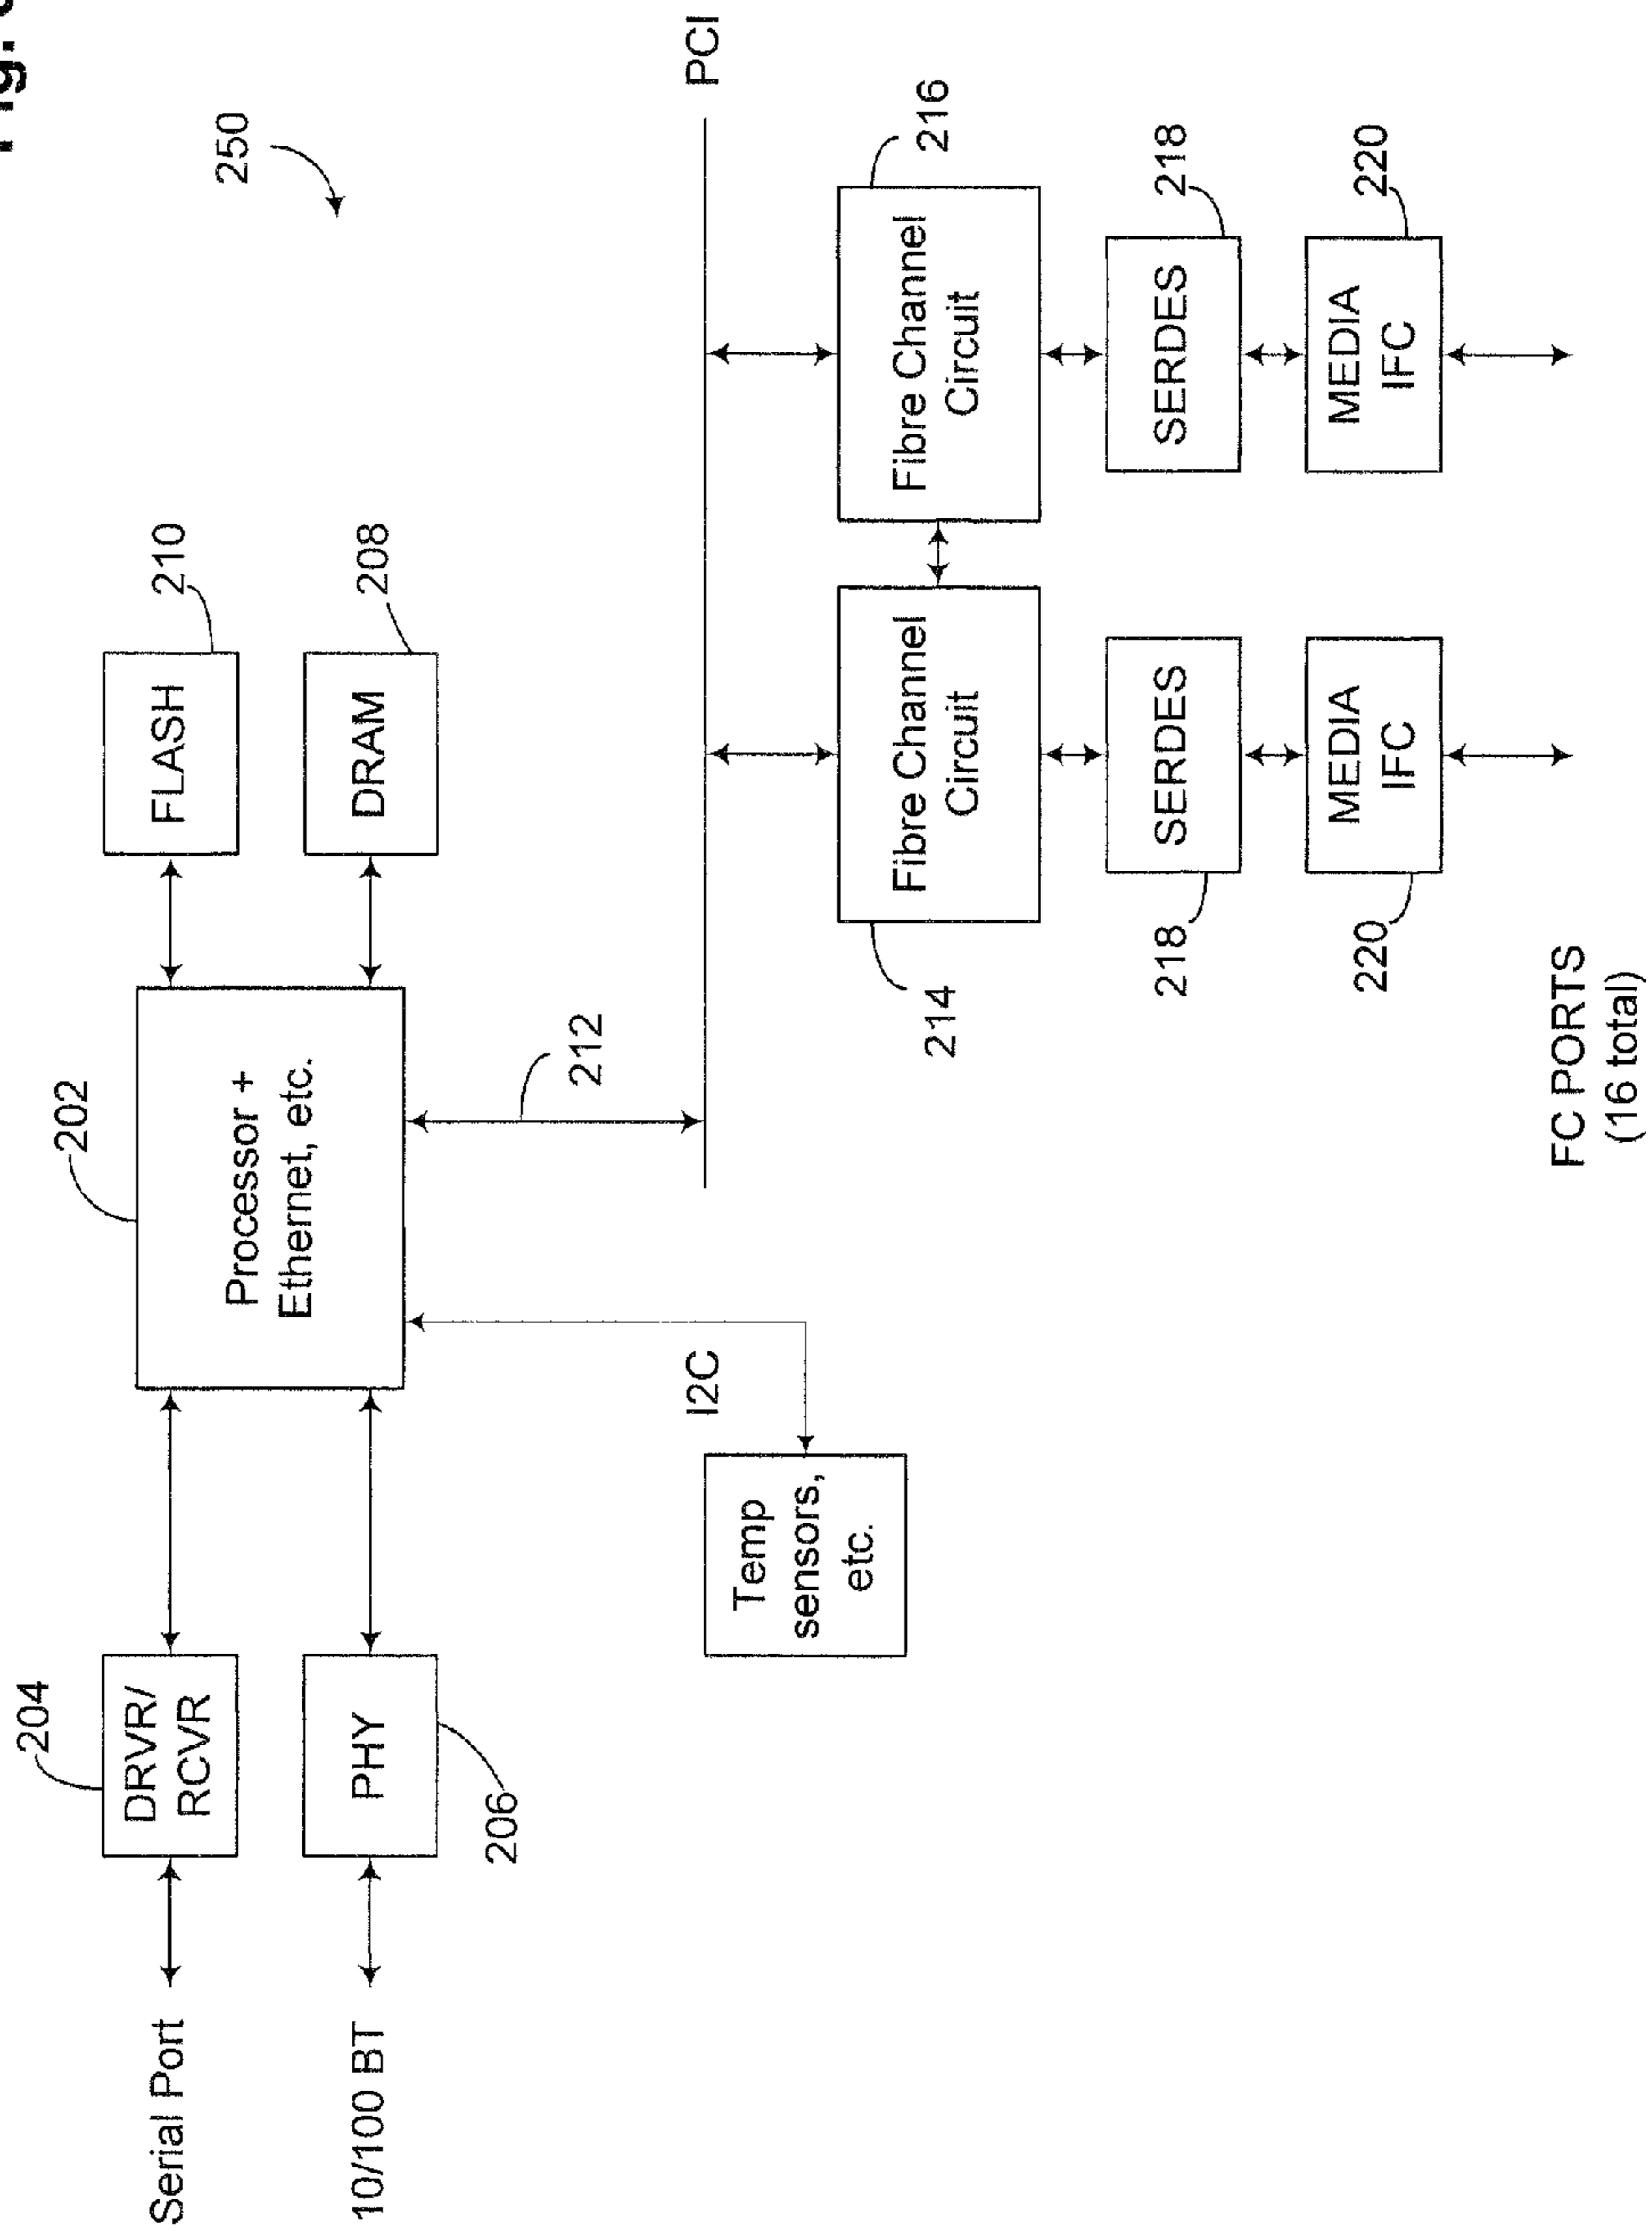 250
204
DRVR/
RCVR
Serial Port
202
Processor +
Ethernet, etc.
210
FLASH
10/100 BT
PHY
206
208
DRAM
212
I2C
PCI
Temp
sensors,
etc.
214
Fibre Channel
Circuit
Fibre Channel
Circuit
216
218
SERDES
SERDES
218
220
MEDIA
IFC
MEDIA
IFC
220
FC PORTS
(16 total)